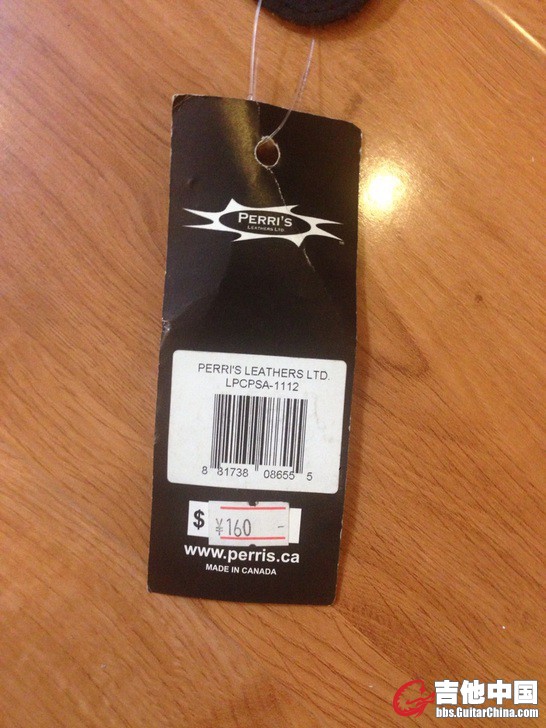 PERRI'S
LEATHERS LTD.
PERRI'S LEATHERS LTD.
LPCPSA-1112
8 81738 08655 5
$ ¥160 -
www.perris.ca
MADE IN CANADA
吉他中国
bbs.GuitarChina.com